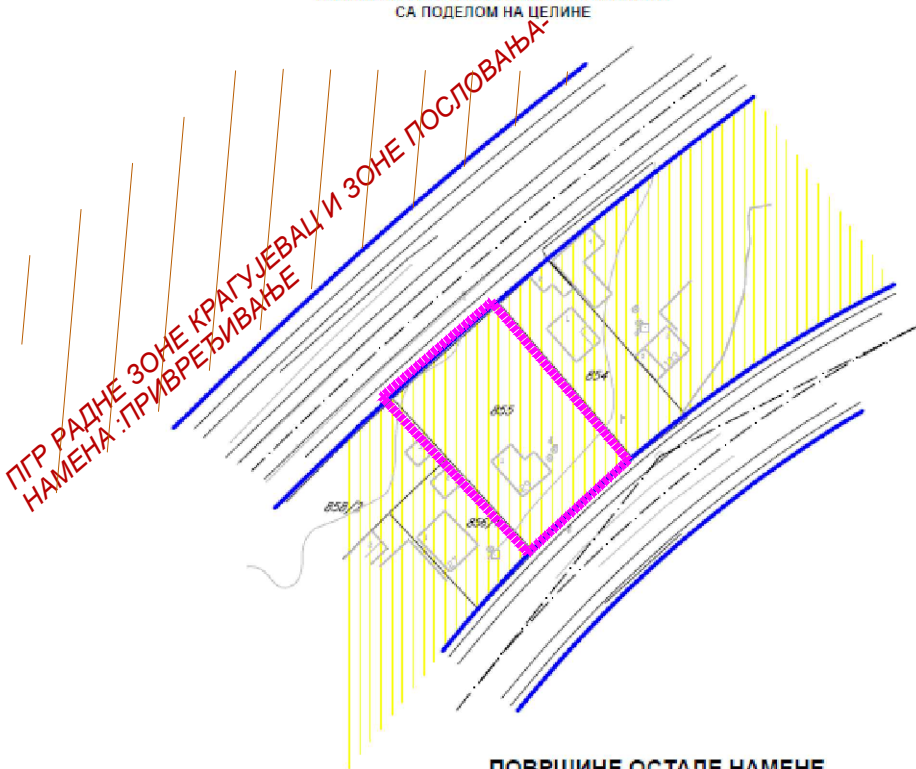 СА ПОДЕЛОМ НА ЦЕЛИНЕ
ПГР РАДНЕ ЗОНЕ КРАГУЈЕВАЦ И ЗОНЕ ПОСЛОВАЊА-
НАМЕНА :ПРИВРЕЂИВАЊЕ
854
855
858/2
856/
ПОВРШИНЕ ОСТАЛЕ НАМЕНЕ